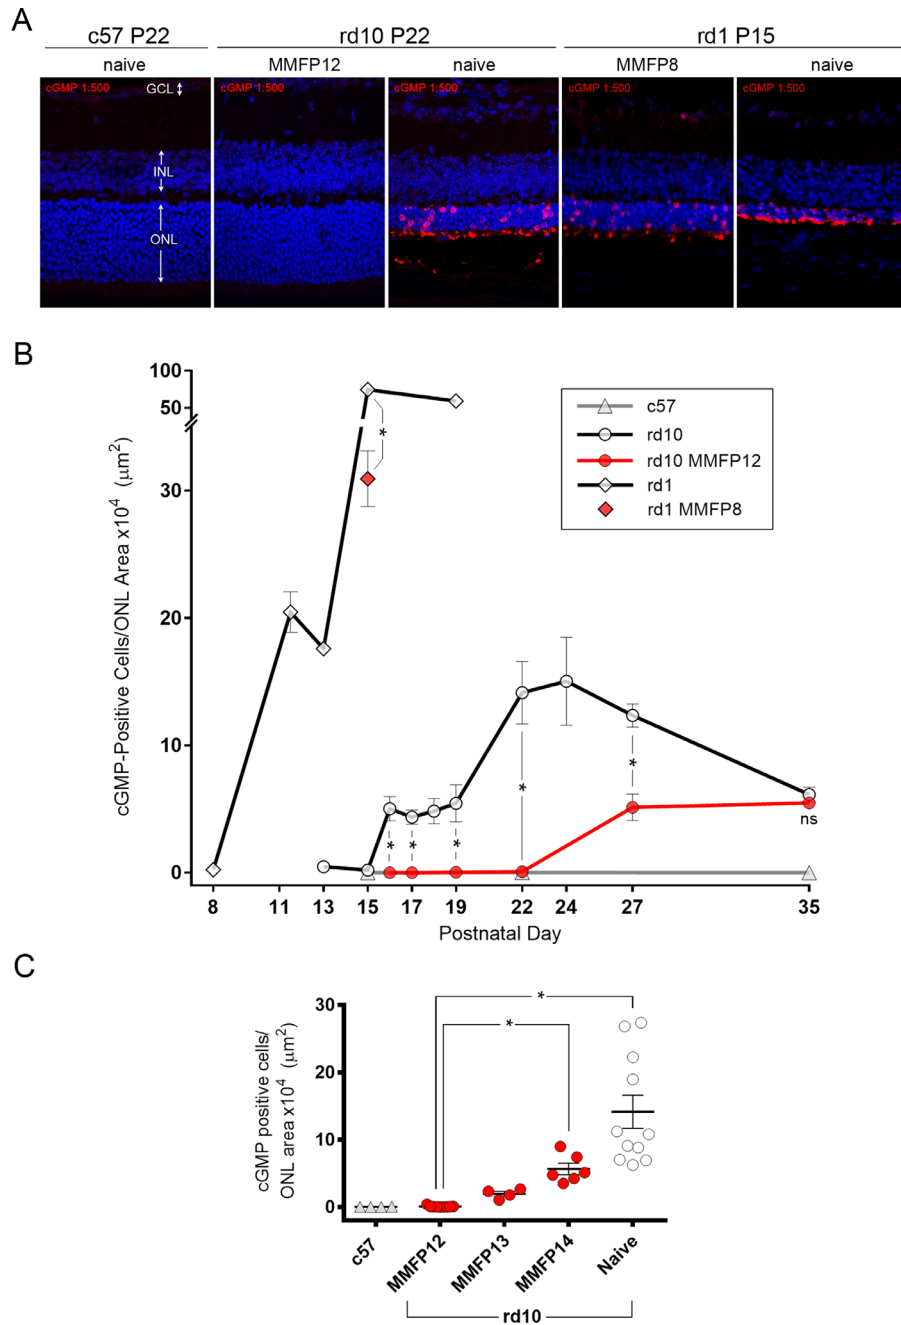 A
c57 P22
rd10 P22
rd1 P15
naive
MMFP12
naive
MMFP8
naive
cGMP 1:500
GCL
cGMP 1:500
cGMP 1:500
cGMP 1:500
cGMP 1:500
INL
ONL
B
cGMP-Positive Cells/ONL Area x10⁴ (μm²)
100
50
30
20
10
0
c57
rd10
rd10 MMFP12
rd1
rd1 MMFP8
*
*
*
*
*
*
ns
8
11
13
15
17
19
22
24
27
35
Postnatal Day
C
cGMP positive cells/
ONL area x10⁴ (μm²)
30
20
10
0
*
*
c57
MMFP12
MMFP13
MMFP14
Naive
rd10